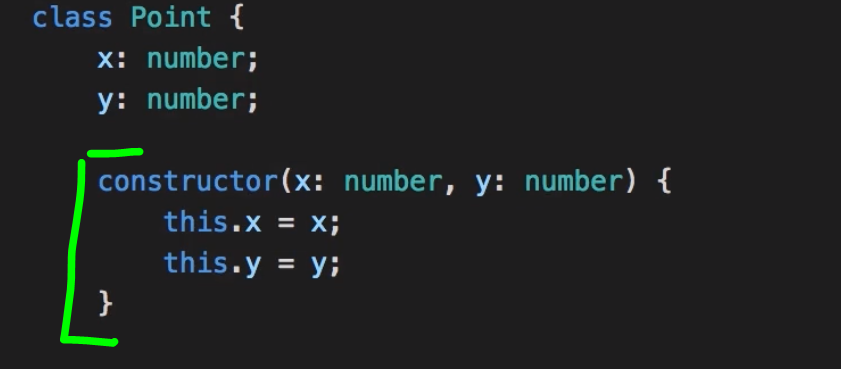 class Point {
    x: number;
    y: number;

    constructor(x: number, y: number) {
        this.x = x;
        this.y = y;
    }